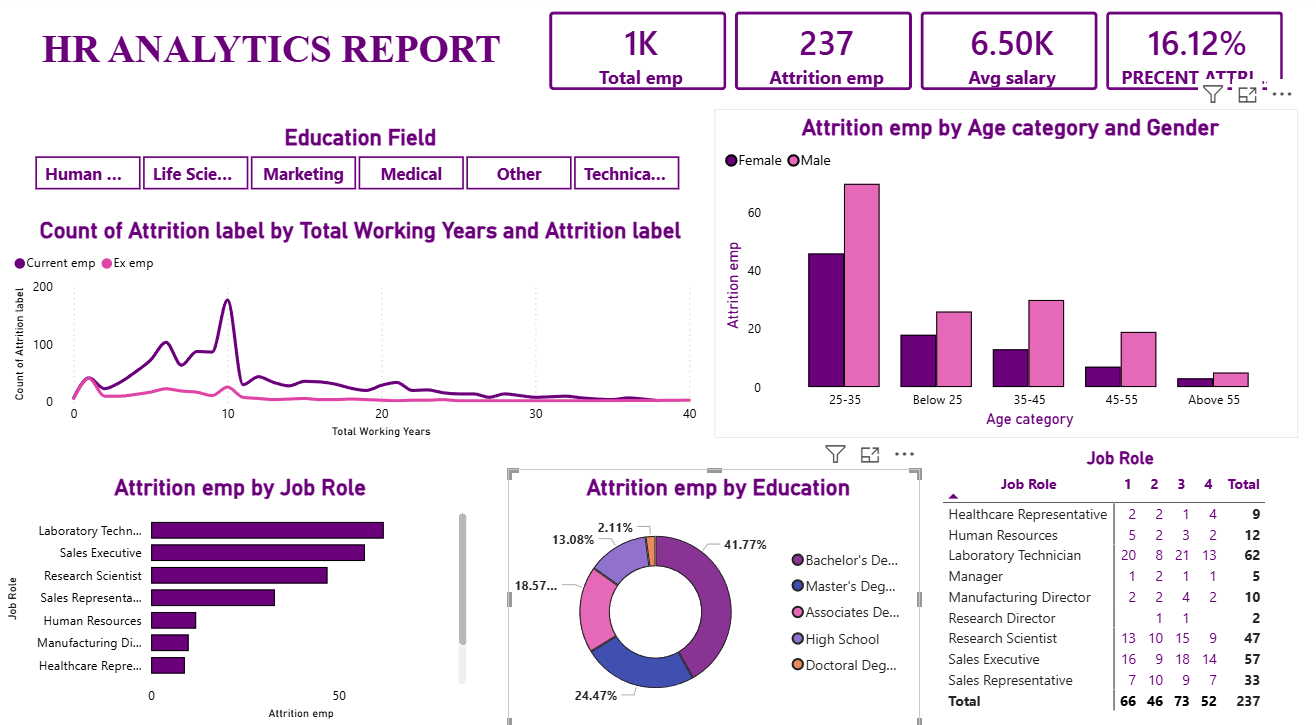 HR ANALYTICS REPORT
1K
Total emp
237
Attrition emp
6.50K
Avg salary
16.12%
PRECENT ATTRI...
Education Field
Human ...
Life Scie...
Marketing
Medical
Other
Technica...
Count of Attrition label by Total Working Years and Attrition label
Current emp Ex emp
Count of Attrition label
200
100
0
0 10 20 30 40
Total Working Years
Attrition emp by Age category and Gender
Female Male
Attrition emp
60
40
20
0
25-35 Below 25 35-45 45-55 Above 55
Age category
Attrition emp by Job Role
Job Role
Laboratory Techn...
Sales Executive
Research Scientist
Sales Representa...
Human Resources
Manufacturing Di...
Healthcare Repre...
0 50
Attrition emp
Attrition emp by Education
2.11%
13.08%
41.77%
18.57...
24.47%
Bachelor's De...
Master's Deg...
Associates De...
High School
Doctoral Deg...
Job Role
Job Role 1 2 3 4 Total
Healthcare Representative 2 2 1 4 9
Human Resources 5 2 3 2 12
Laboratory Technician 20 8 21 13 62
Manager 1 2 1 1 5
Manufacturing Director 2 2 4 2 10
Research Director 1 1 2
Research Scientist 13 10 15 9 47
Sales Executive 16 9 18 14 57
Sales Representative 7 10 9 7 33
Total 66 46 73 52 237